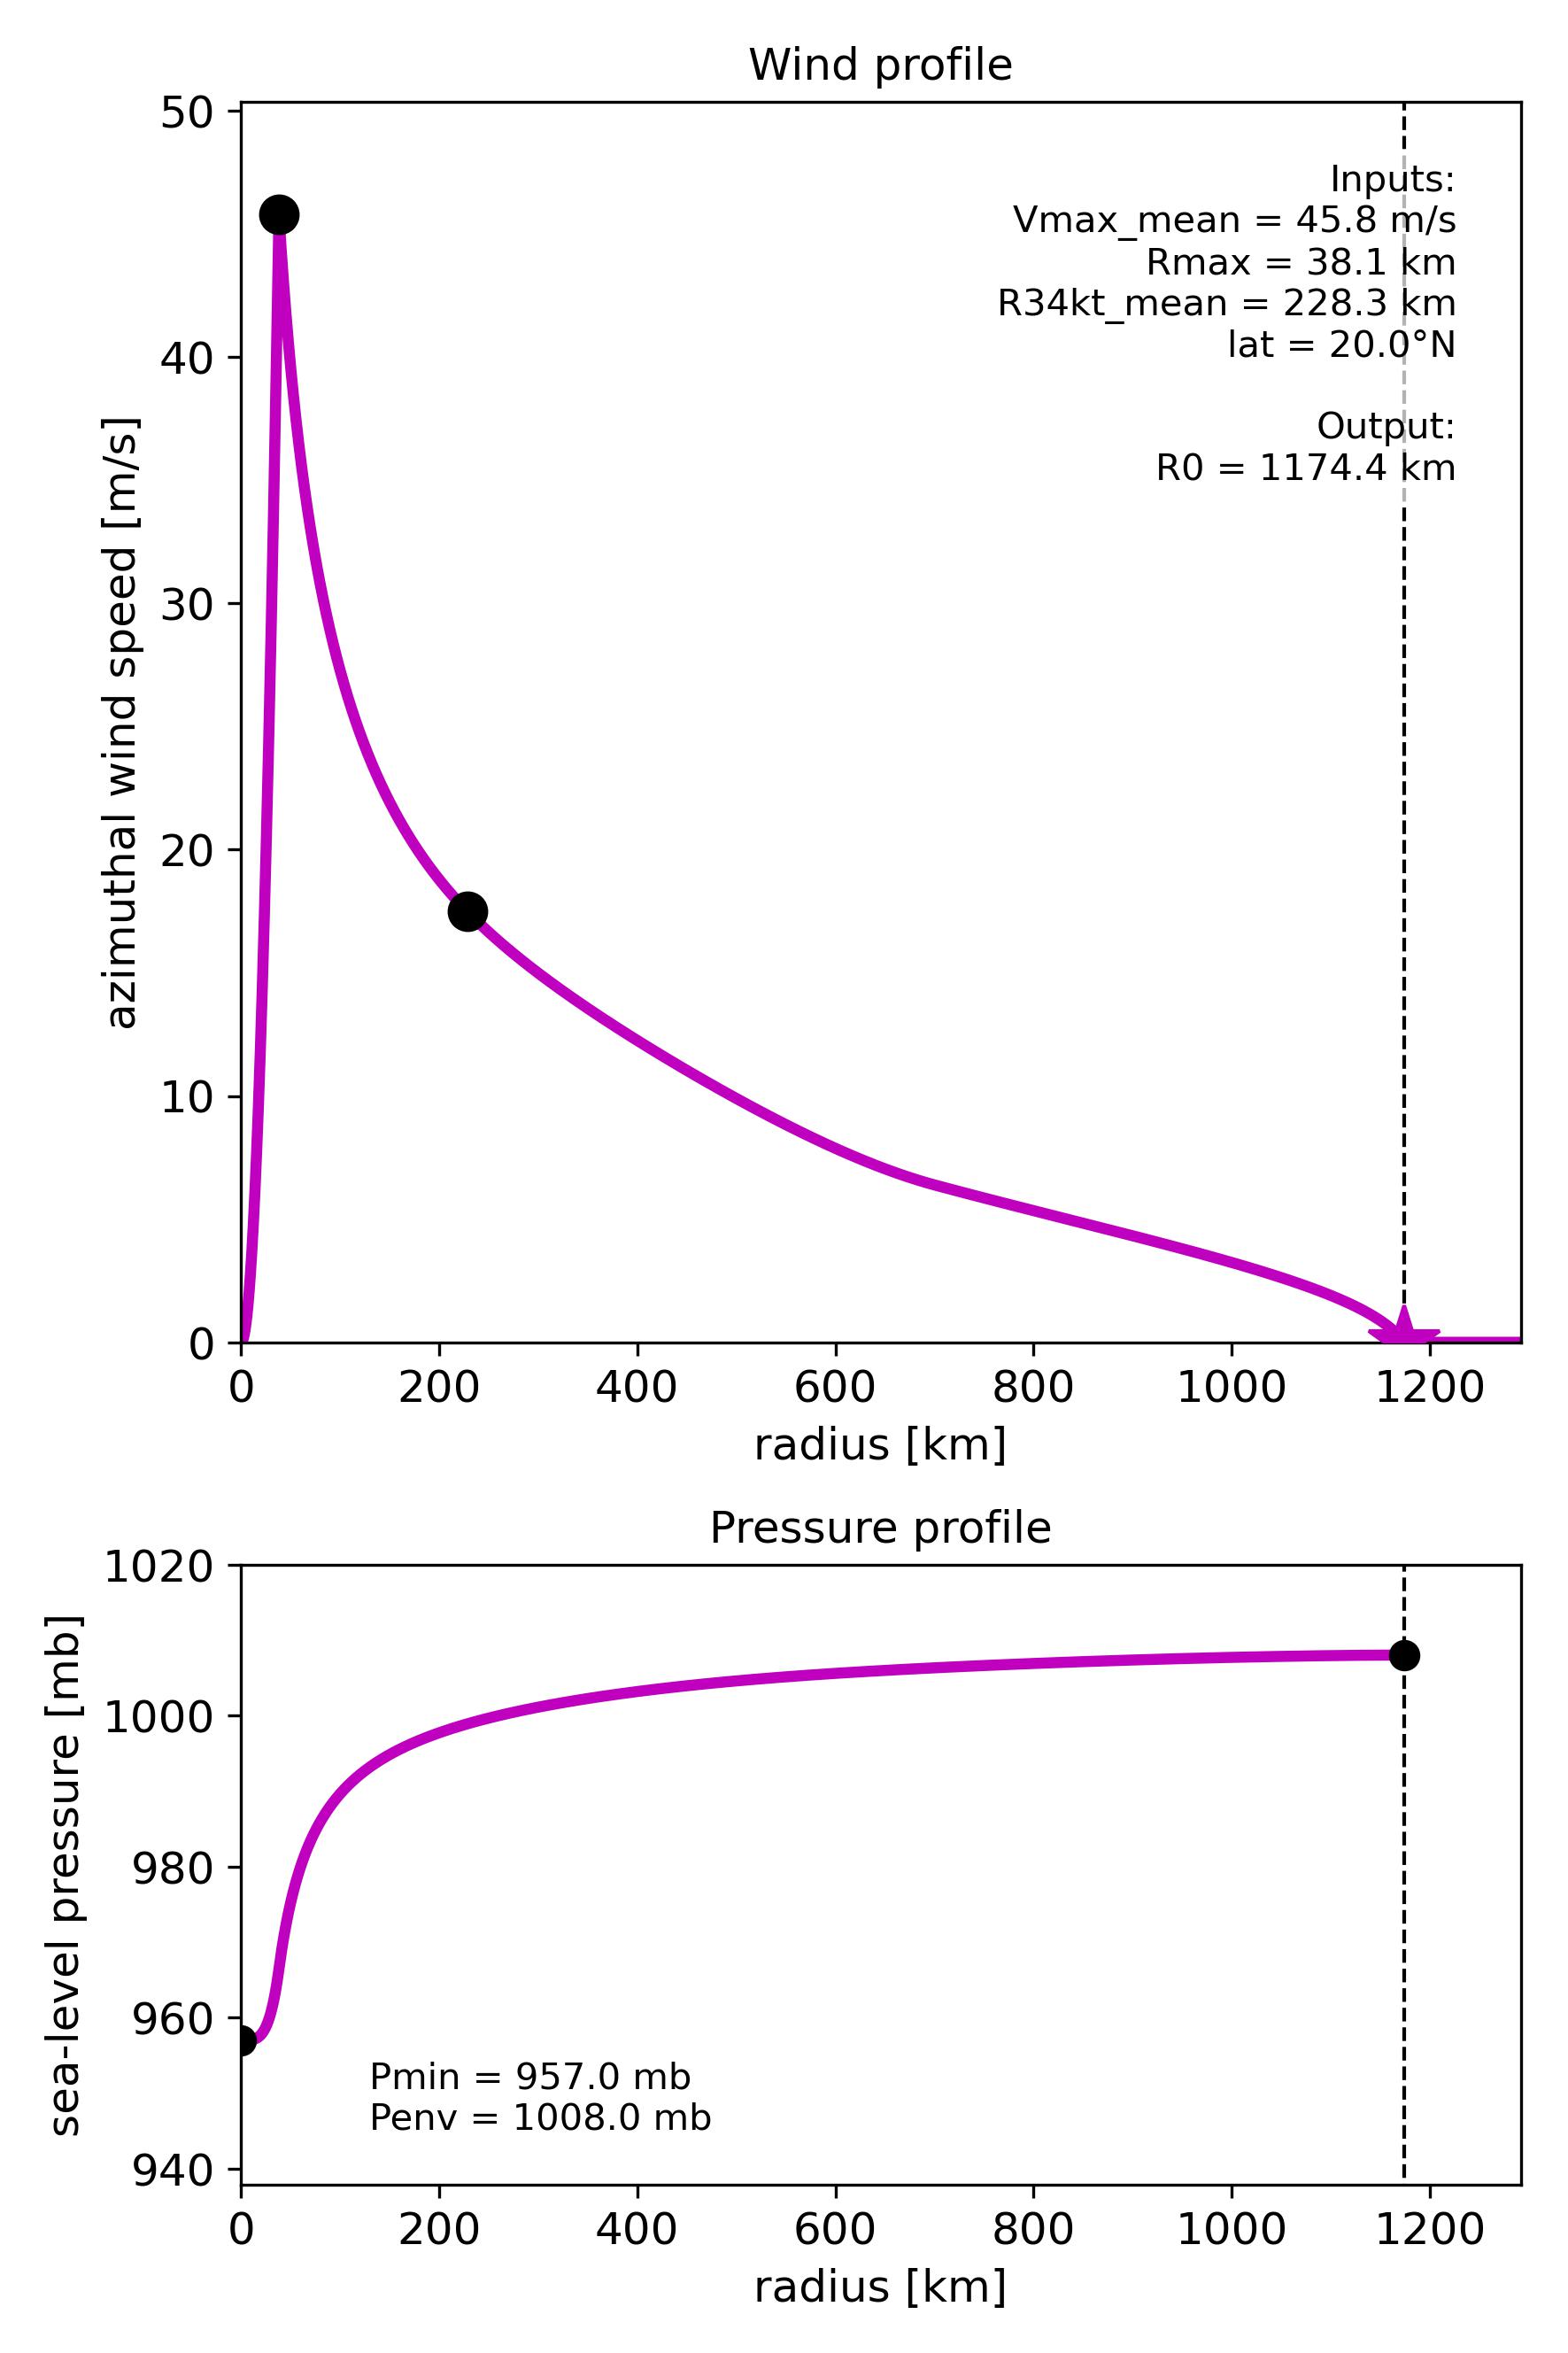 Wind profile
50
40
30
20
10
0
azimuthal wind speed [m/s]
Inputs:
Vmax_mean = 45.8 m/s
Rmax = 38.1 km
R34kt_mean = 228.3 km
lat = 20.0°N
Output:
R0 = 1174.4 km
0 200 400 600 800 1000 1200
radius [km]
Pressure profile
1020
1000
980
960
940
sea-level pressure [mb]
Pmin = 957.0 mb
Penv = 1008.0 mb
0 200 400 600 800 1000 1200
radius [km]